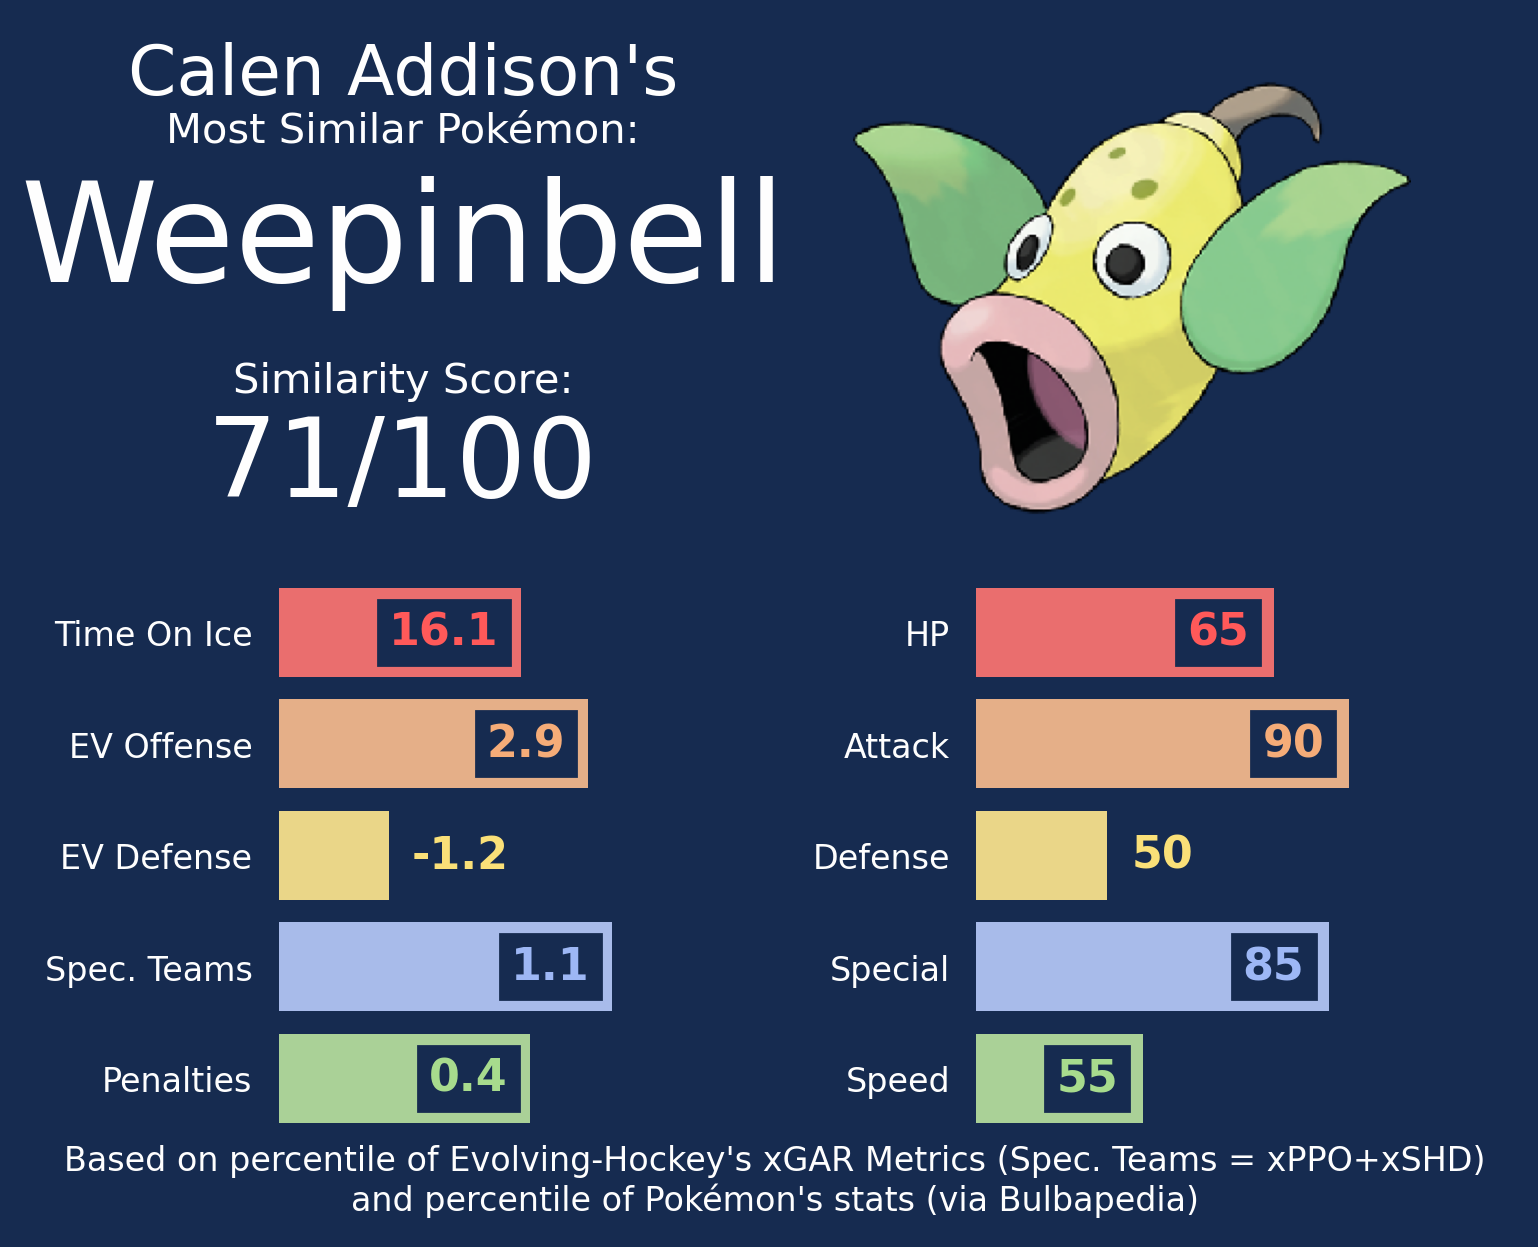 Calen Addison's
Most Similar Pokémon:
Weepinbell
Similarity Score:
71/100
Time On Ice 16.1
EV Offense 2.9
EV Defense -1.2
Spec. Teams 1.1
Penalties 0.4
HP 65
Attack 90
Defense 50
Special 85
Speed 55
Based on percentile of Evolving-Hockey's xGAR Metrics (Spec. Teams = xPPO+xSHD)
and percentile of Pokémon's stats (via Bulbapedia)